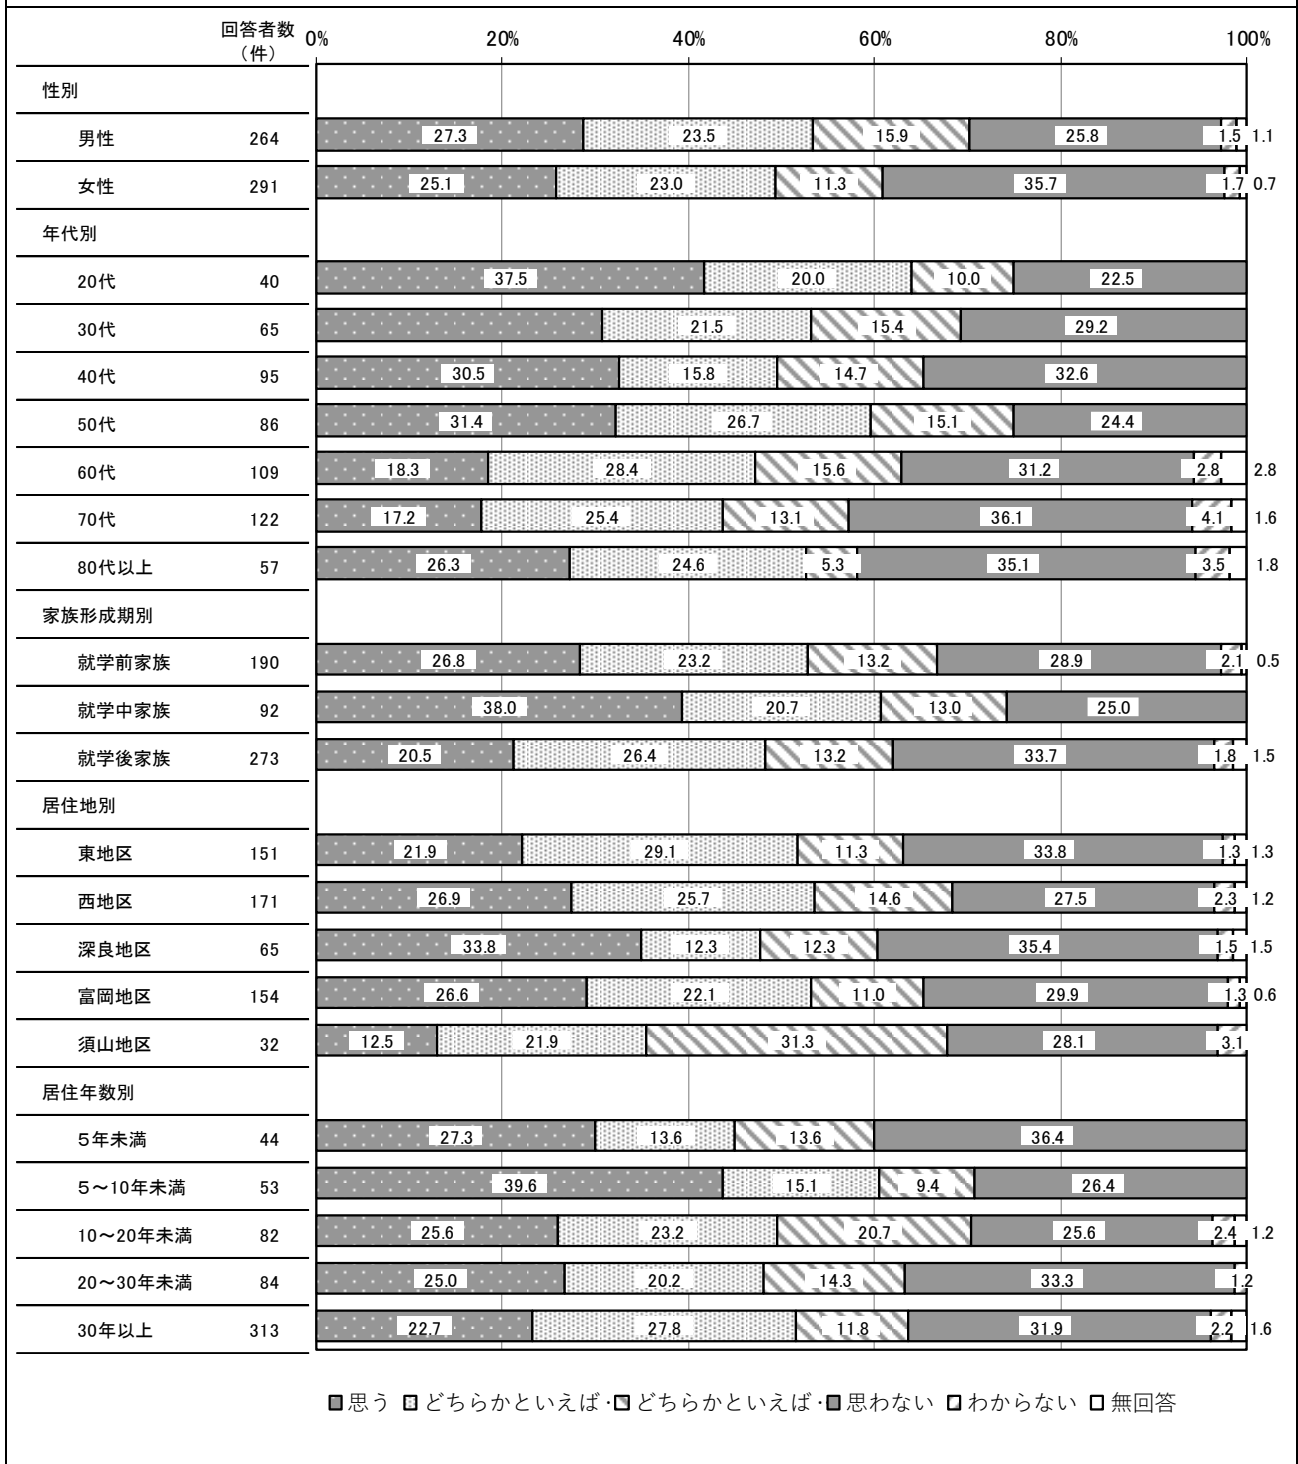 回答者数
（件）
0% 20% 40% 60% 80% 100%
性別
男性 264 27.3 23.5 15.9 25.8 1.5 1.1
女性 291 25.1 23.0 11.3 35.7 1.7 0.7
年代別
20代 40 37.5 20.0 10.0 22.5
30代 65 21.5 15.4 29.2
40代 95 30.5 15.8 14.7 32.6
50代 86 31.4 26.7 15.1 24.4
60代 109 18.3 28.4 15.6 31.2 2.8 2.8
70代 122 17.2 25.4 13.1 36.1 4.1 1.6
80代以上 57 26.3 24.6 5.3 35.1 3.5 1.8
家族形成期別
就学前家族 190 26.8 23.2 13.2 28.9 2.1 0.5
就学中家族 92 38.0 20.7 13.0 25.0
就学後家族 273 20.5 26.4 13.2 33.7 1.8 1.5
居住地別
東地区 151 21.9 29.1 11.3 33.8 1.3 1.3
西地区 171 26.9 25.7 14.6 27.5 2.3 1.2
深良地区 65 33.8 12.3 12.3 35.4 1.5 1.5
富岡地区 154 26.6 22.1 11.0 29.9 1.3 0.6
須山地区 32 12.5 21.9 31.3 28.1 3.1
居住年数別
5年未満 44 27.3 13.6 13.6 36.4
5～10年未満 53 39.6 15.1 9.4 26.4
10～20年未満 82 25.6 23.2 20.7 25.6 2.4 1.2
20～30年未満 84 25.0 20.2 14.3 33.3 1.2
30年以上 313 22.7 27.8 11.8 31.9 2.2 1.6
思う どちらかといえば・ どちらかといえば・ 思わない わからない 無回答